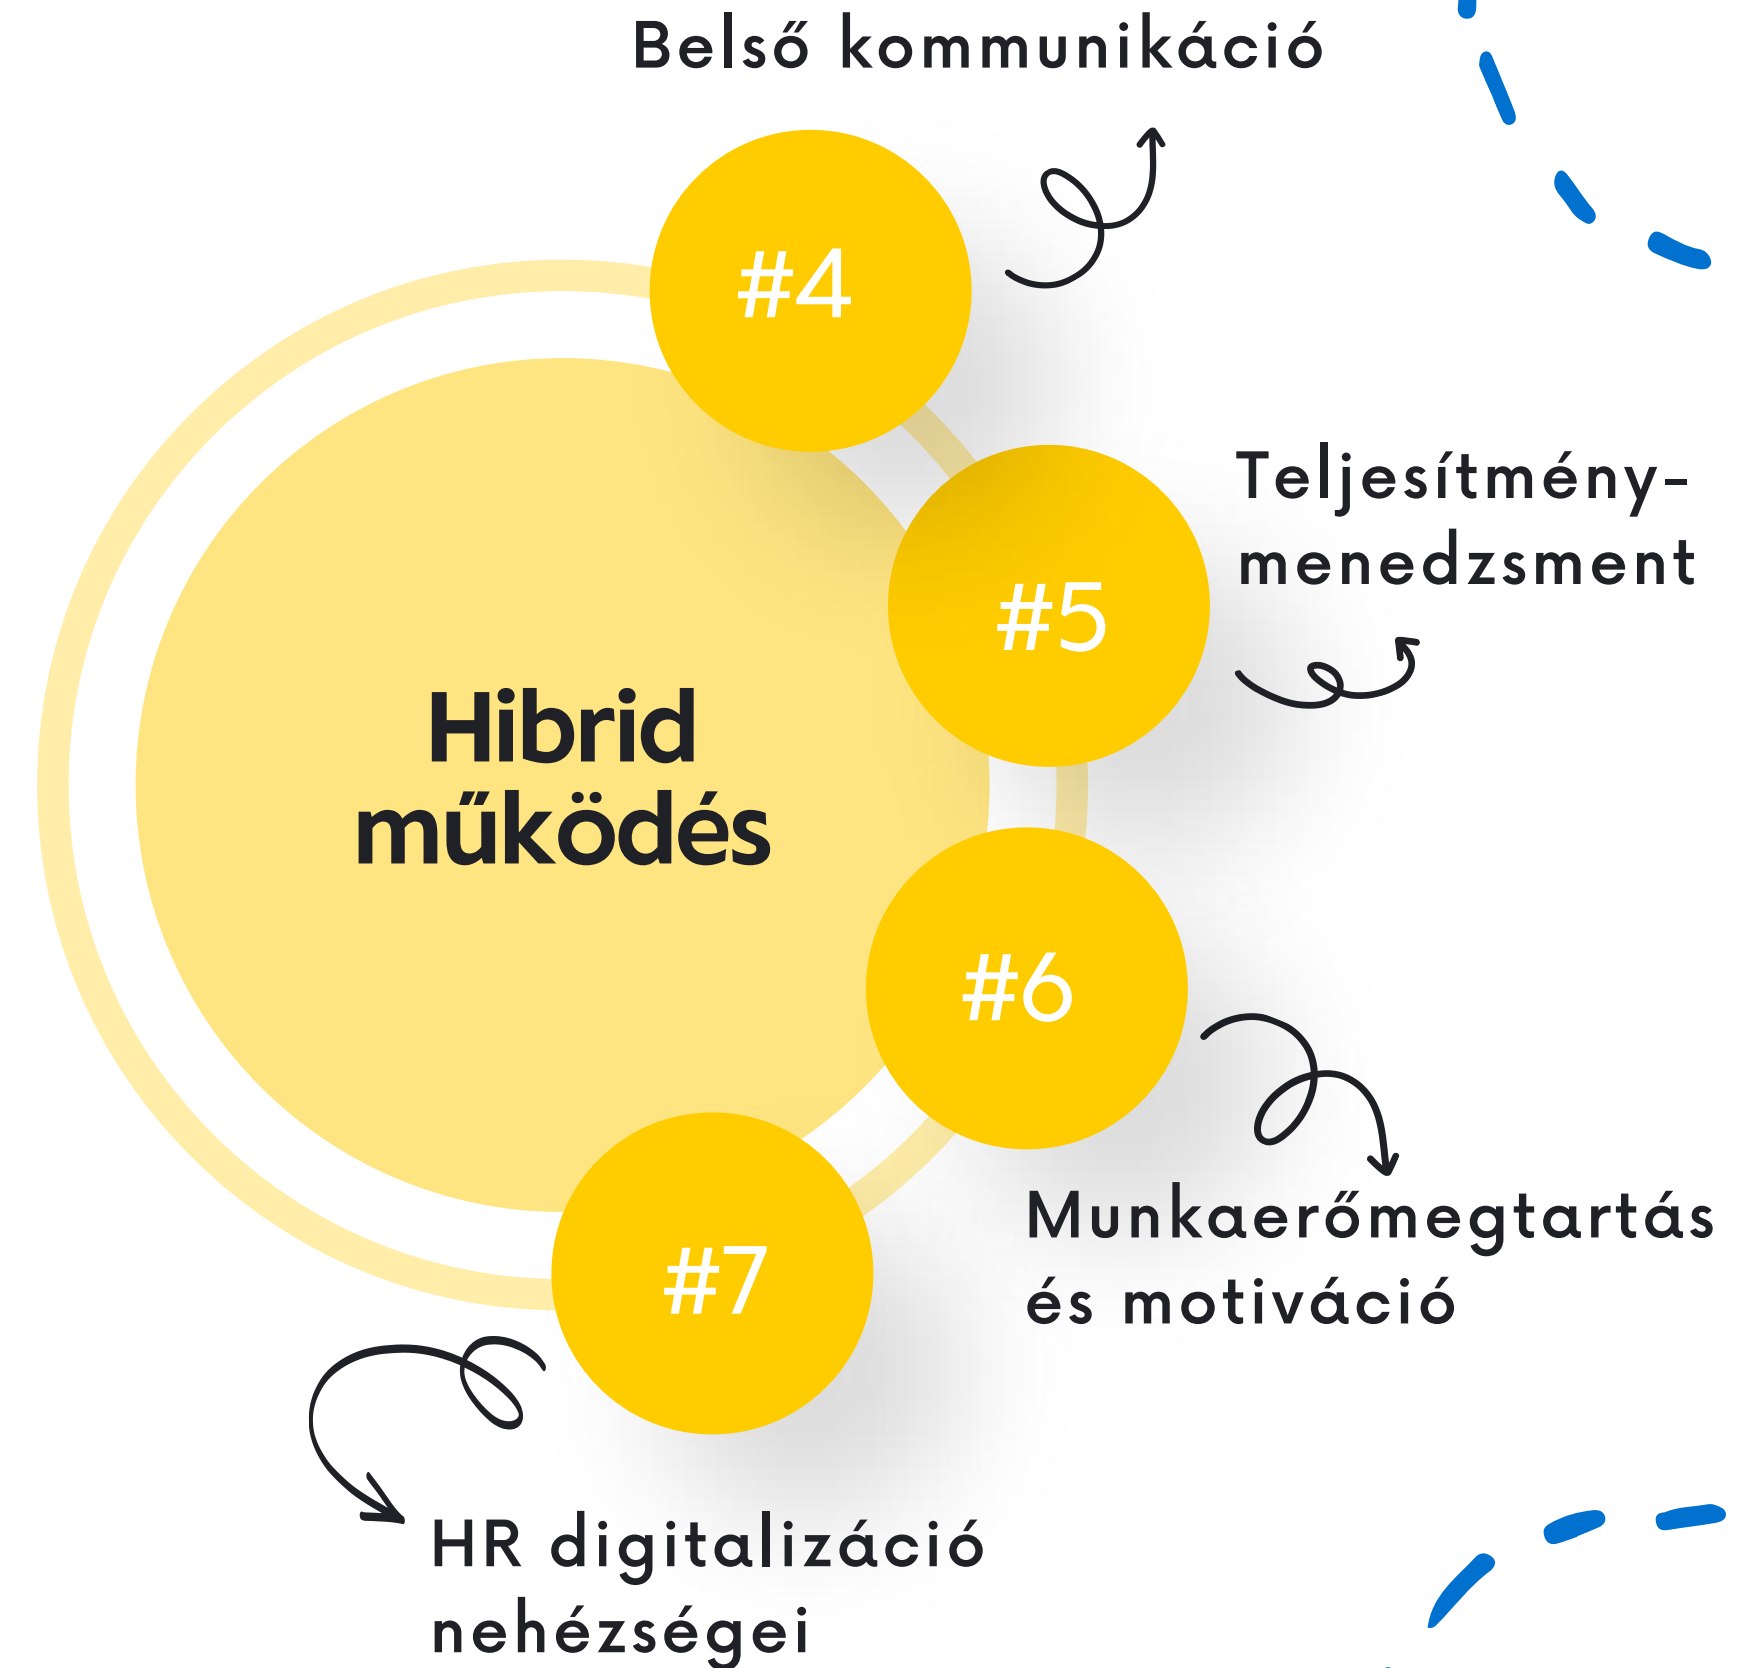 Belső kommunikáció
#4
Teljesítmény-
menedzsment
#5
Hibrid
működés
#6
Munkaerőmegtartás
és motiváció
#7
HR digitalizáció
nehézségei